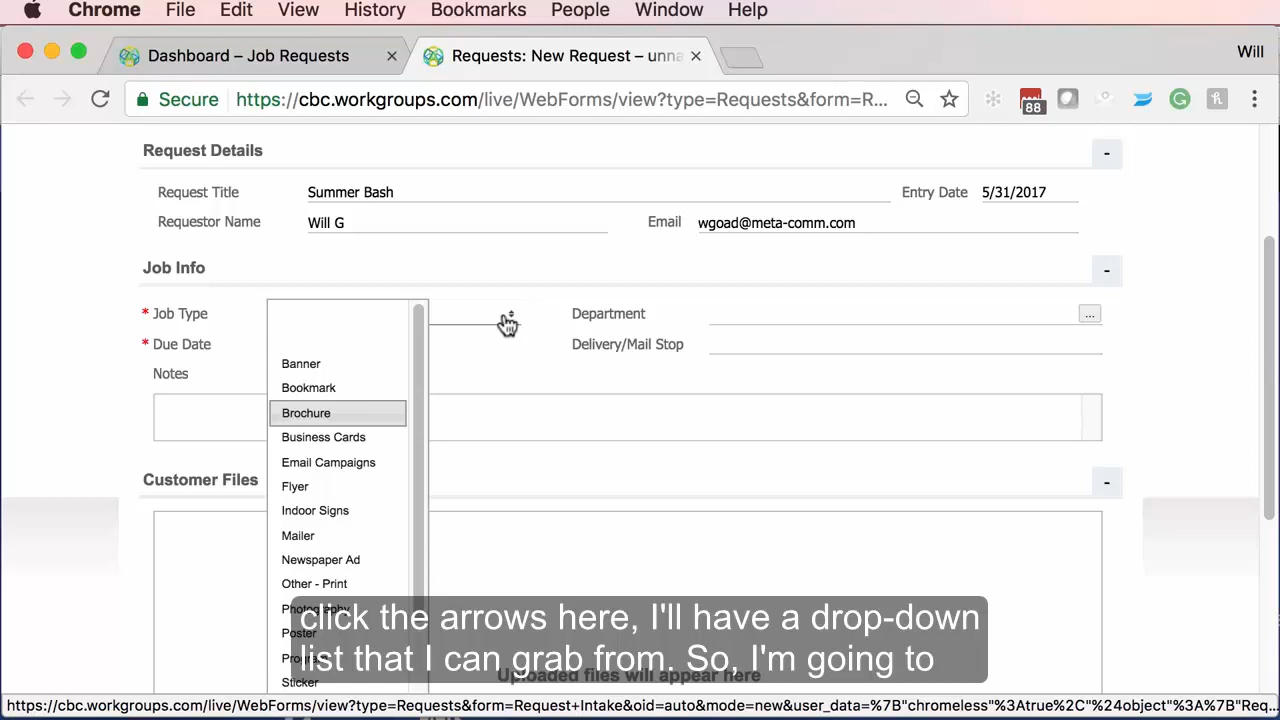 Chrome File Edit View History Bookmarks People Window Help
Dashboard – Job Requests × Requests: New Request – unna × Will
Secure https://cbc.workgroups.com/live/WebForms/view?type=Requests&form=R... 88
Request Details -
Request Title Summer Bash Entry Date 5/31/2017
Requestor Name Will G Email wgoad@meta-comm.com
Job Info -
* Job Type Department ...
* Due Date Delivery/Mail Stop
Notes
Banner
Bookmark
Brochure
Business Cards
Email Campaigns
Flyer
Indoor Signs
Mailer
Newspaper Ad
Other - Print
Photography
Poster
Sticker
Customer Files -
Uploaded files will appear here
click the arrows here, I'll have a drop-down
list that I can grab from. So, I'm going to
https://cbc.workgroups.com/live/WebForms/view?type=Requests&form=Request+Intake&oid=auto&mode=new&user_data=%7B"chromeless"%3Atrue%2C"%24object"%3A%7B"Req...